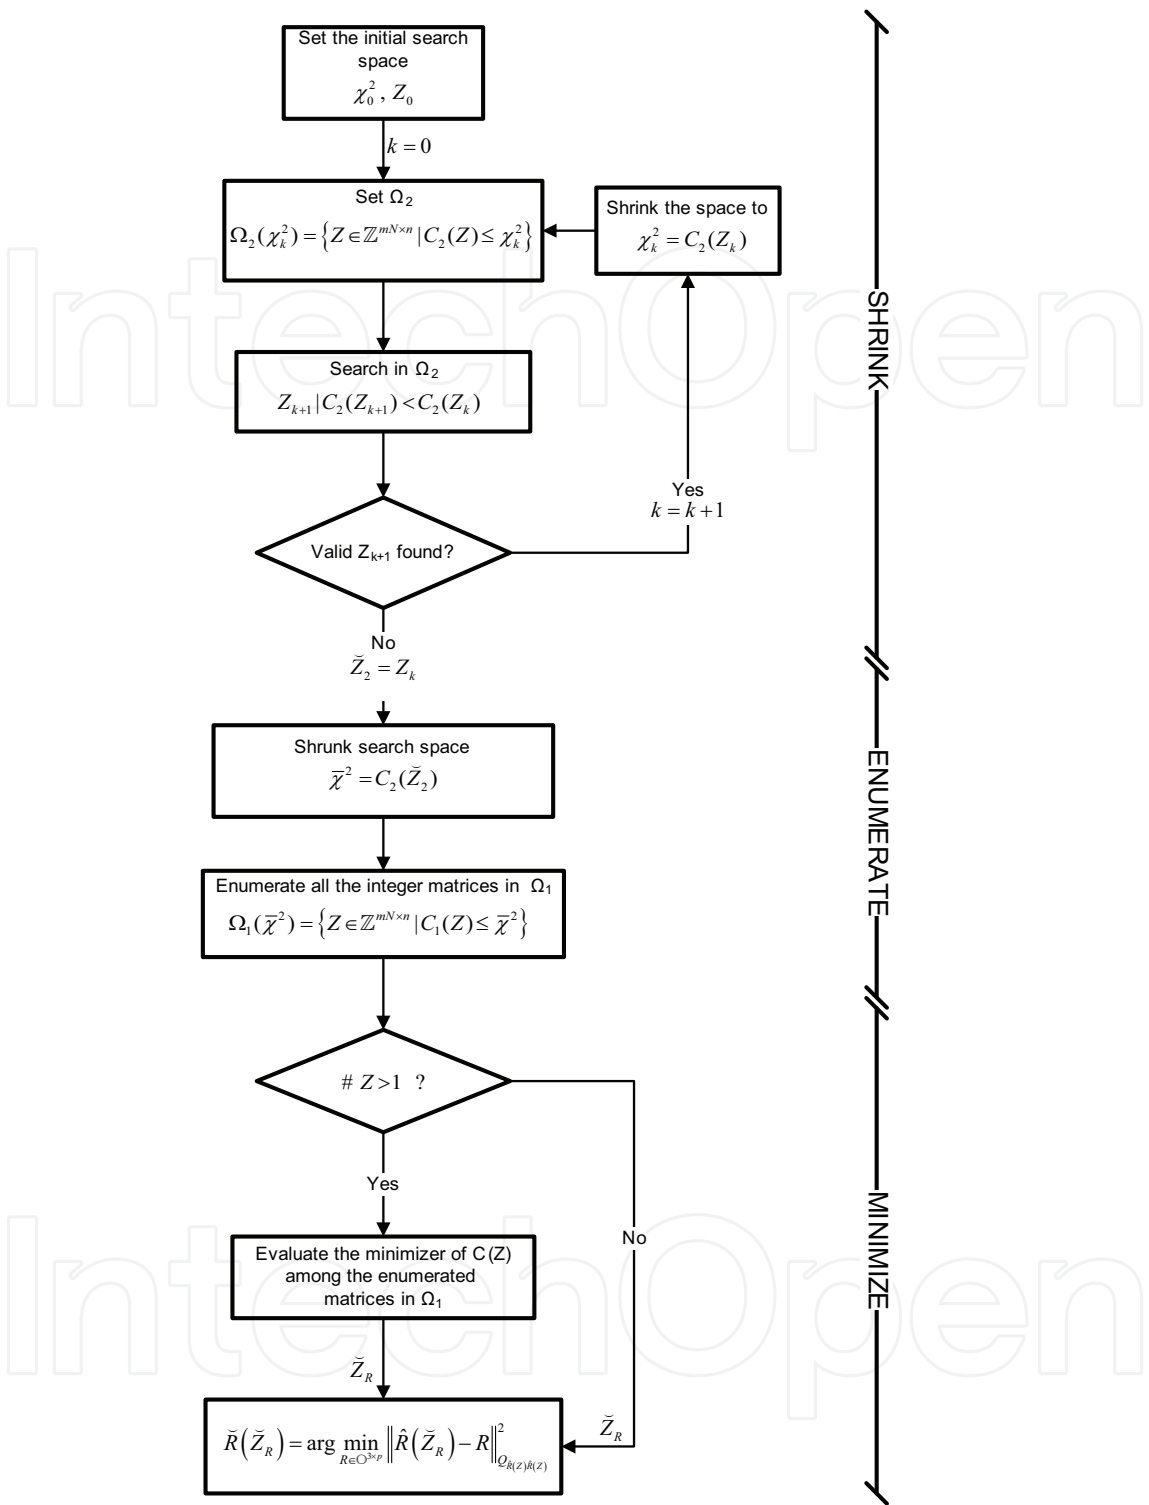 Set the initial search
space
χ₀², Z₀
k = 0
Set Ω₂
Ω₂(χₖ²) = {Z ∈ ℤ^{mN×n} | C₂(Z) ≤ χₖ²}
Shrink the space to
χₖ² = C₂(Zₖ)
Search in Ω₂
Zₖ₊₁ | C₂(Zₖ₊₁) < C₂(Zₖ)
Yes
k = k + 1
Valid Zₖ₊₁ found?
No
Z̆₂ = Zₖ
Shrunk search space
χ̄² = C₂(Z̆₂)
Enumerate all the integer matrices in Ω₁
Ω₁(χ̄²) = {Z ∈ ℤ^{mN×n} | C₁(Z) ≤ χ̄²}
# Z > 1 ?
Yes
No
Evaluate the minimizer of C(Z)
among the enumerated
matrices in Ω₁
Z̆_R
Z̆_R
R̆(Z̆_R) = arg min_{R∈O^{3×p}} ‖R̂(Z̆_R) − R‖²_{Q_{R̂(Z)R̂(Z)}}
SHRINK
ENUMERATE
MINIMIZE
IntechOpen
IntechOpen